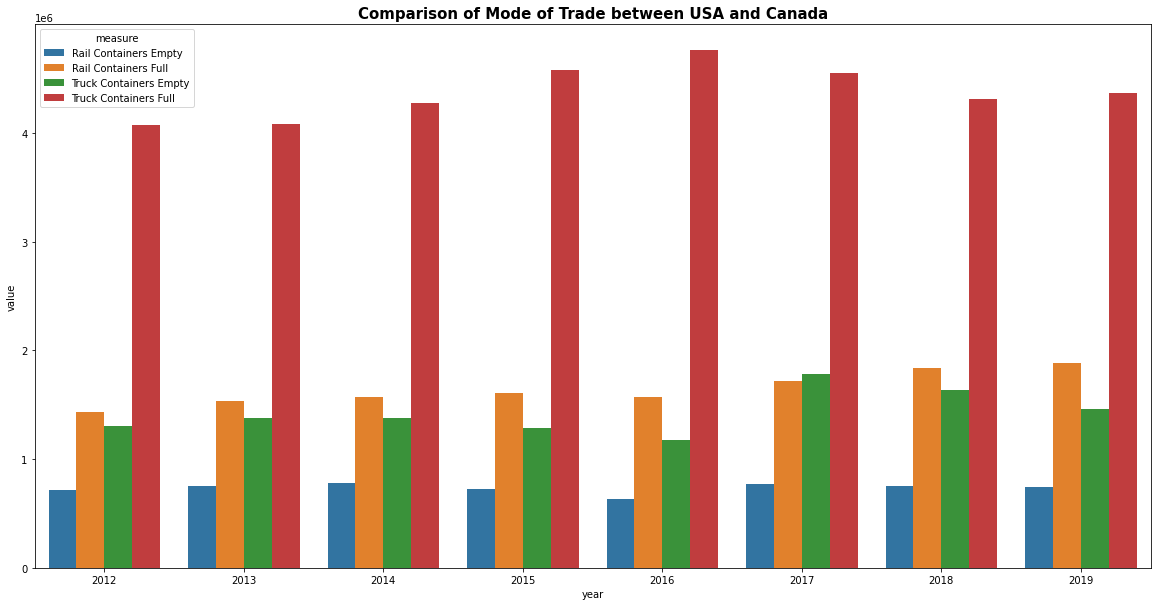 Comparison of Mode of Trade between USA and Canada
1e6
measure
Rail Containers Empty
Rail Containers Full
Truck Containers Empty
Truck Containers Full
4
3
2
1
0
value
2012 2013 2014 2015 2016 2017 2018 2019
year